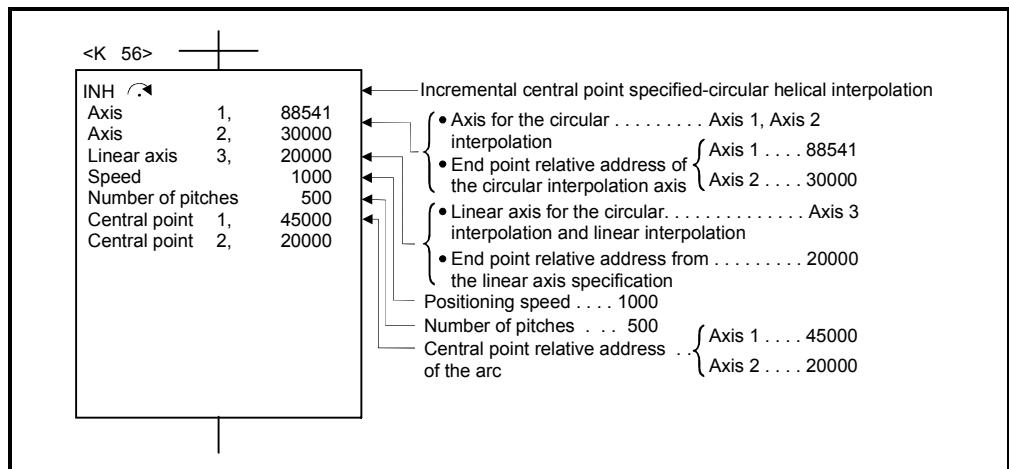 <K 56>
INH
Axis 1, 88541
Axis 2, 30000
Linear axis 3, 20000
Speed 1000
Number of pitches 500
Central point 1, 45000
Central point 2, 20000
Incremental central point specified-circular helical interpolation
• Axis for the circular . . . . . . . . . Axis 1, Axis 2
interpolation
• End point relative address of
the circular interpolation axis
Axis 1 . . . . 88541
Axis 2 . . . . 30000
• Linear axis for the circular. . . . . . . . . . . . . . Axis 3
interpolation and linear interpolation
• End point relative address from . . . . . . . . . 20000
the linear axis specification
Positioning speed . . . . 1000
Number of pitches . . . 500
Central point relative address . .
of the arc
Axis 1 . . . . 45000
Axis 2 . . . . 20000